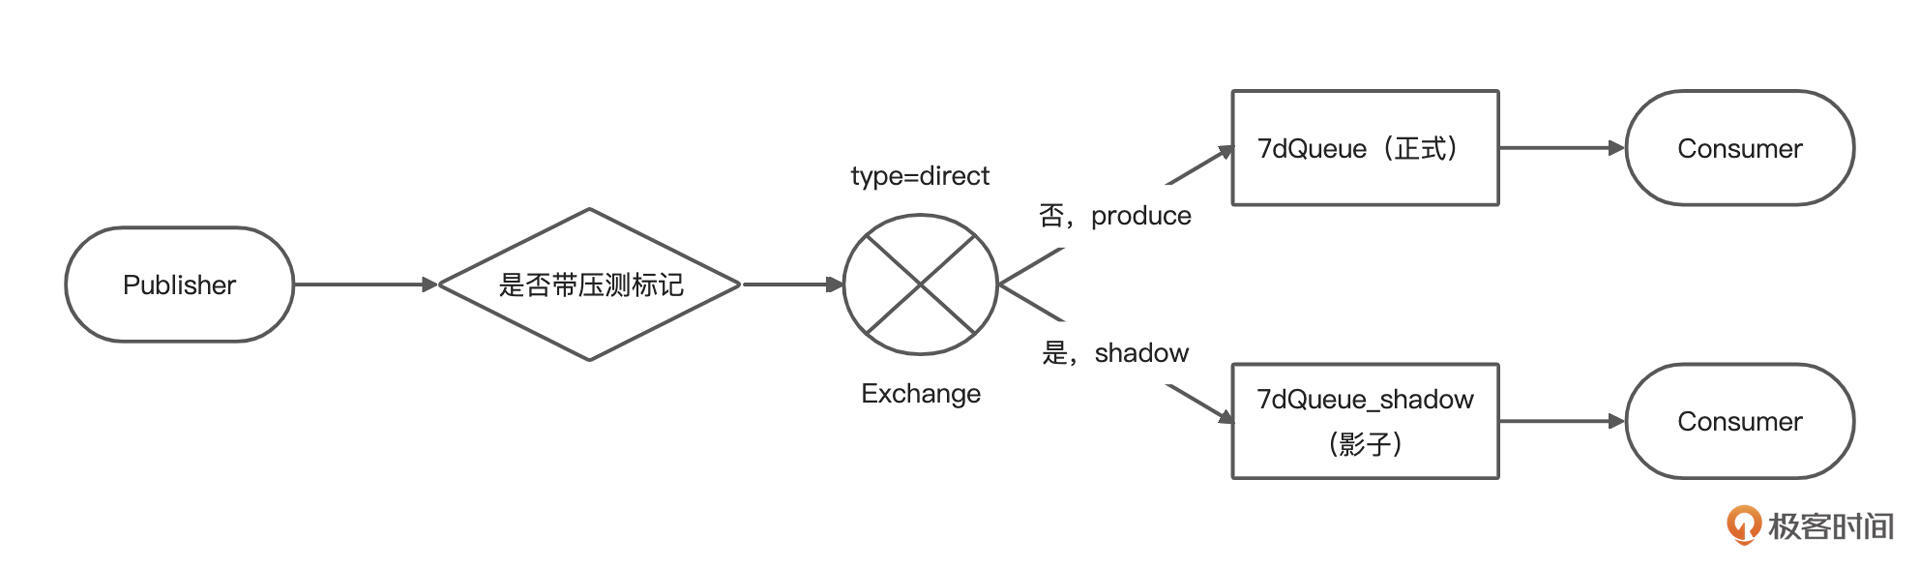 Publisher
是否带压测标记
type=direct
Exchange
否，produce
是，shadow
7dQueue（正式）
Consumer
7dQueue_shadow
（影子）
Consumer
极客时间